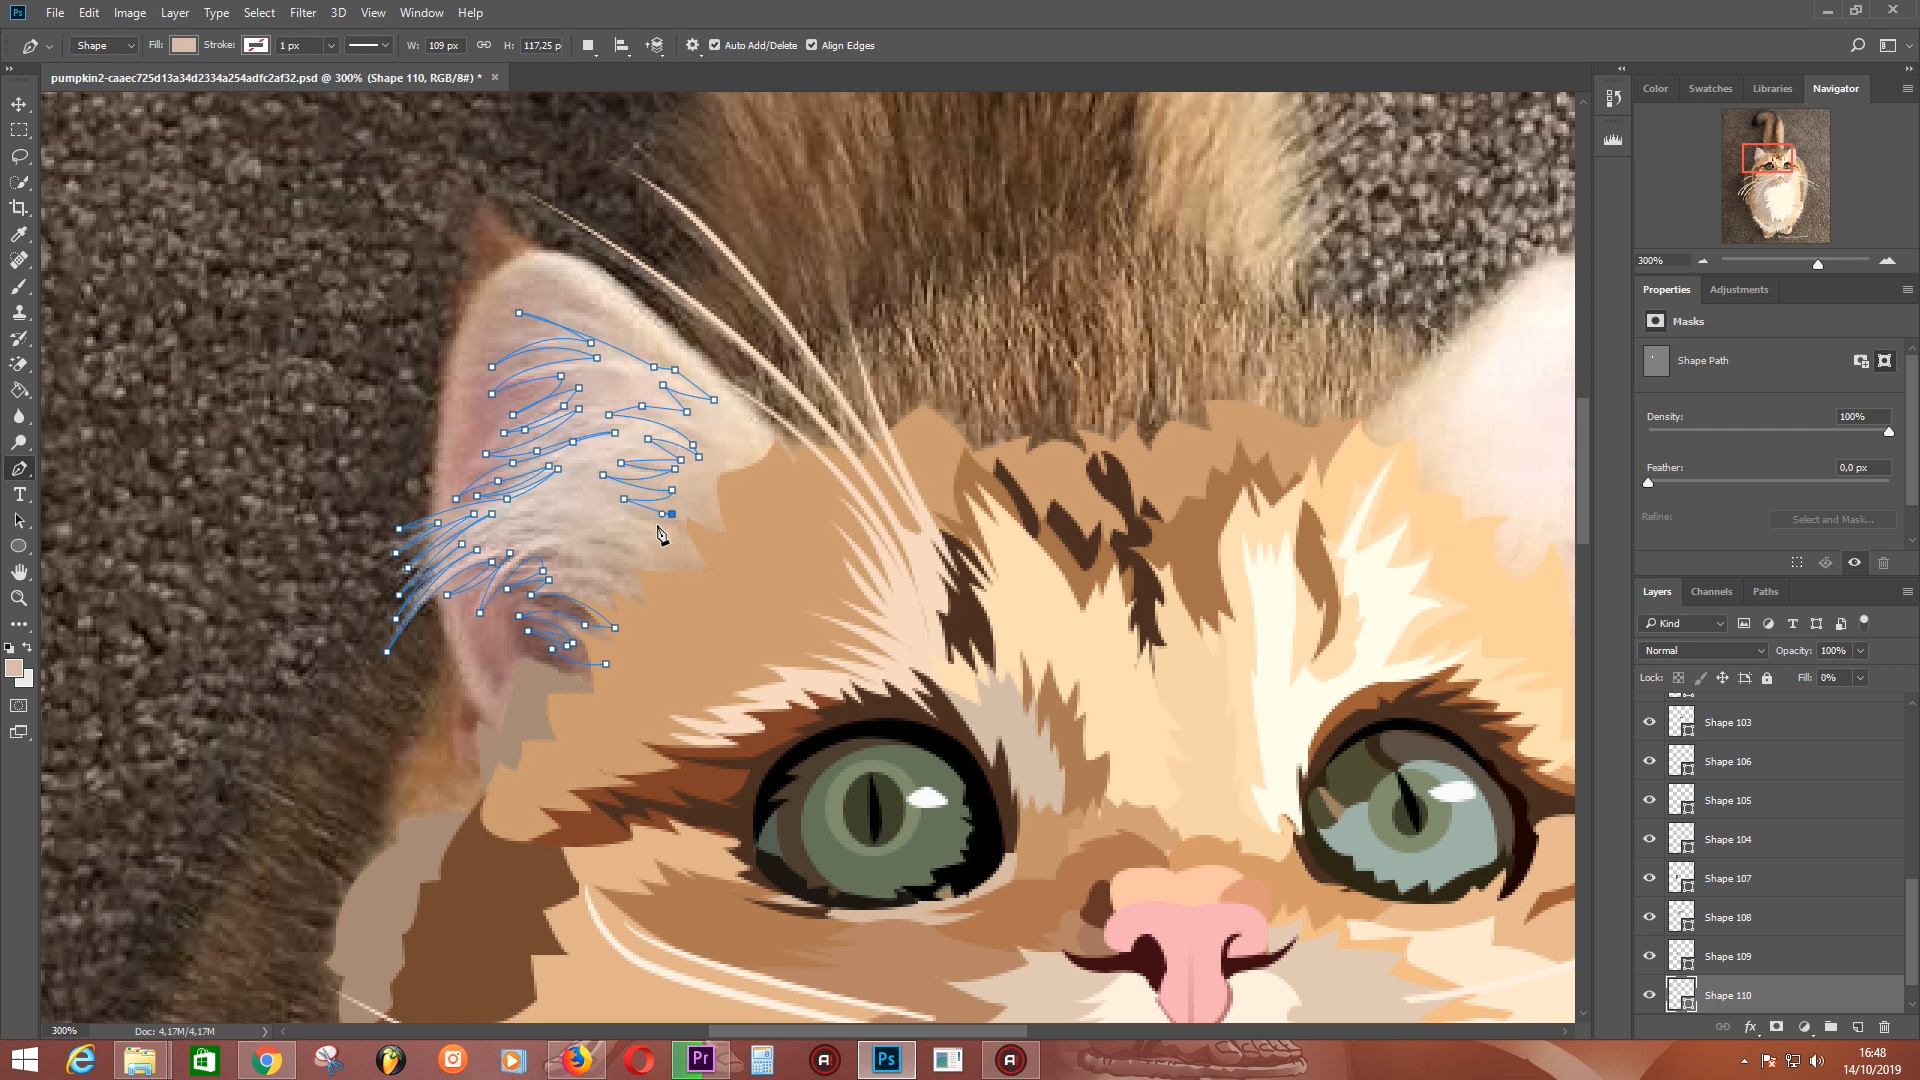 Ps File Edit Image Layer Type Select Filter 3D View Window Help
Shape Fill: Stroke: 1 px W: 109 px H: 117,25 p Auto Add/Delete Align Edges
pumpkin2-caaec725d13a34d2334a254adfc2af32.psd @ 300% (Shape 110, RGB/8#) *
Color Swatches Libraries Navigator
300%
Properties Adjustments
Masks
Shape Path
Density: 100%
Feather: 0,0 px
Refine: Select and Mask...
Layers Channels Paths
Kind
Normal Opacity: 100%
Lock: Fill: 0%
Shape 103
Shape 106
Shape 105
Shape 104
Shape 107
Shape 108
Shape 109
Shape 110
fx
300% Doc: 4,17M/4,17M
Pr Ps
16:48
14/10/2019